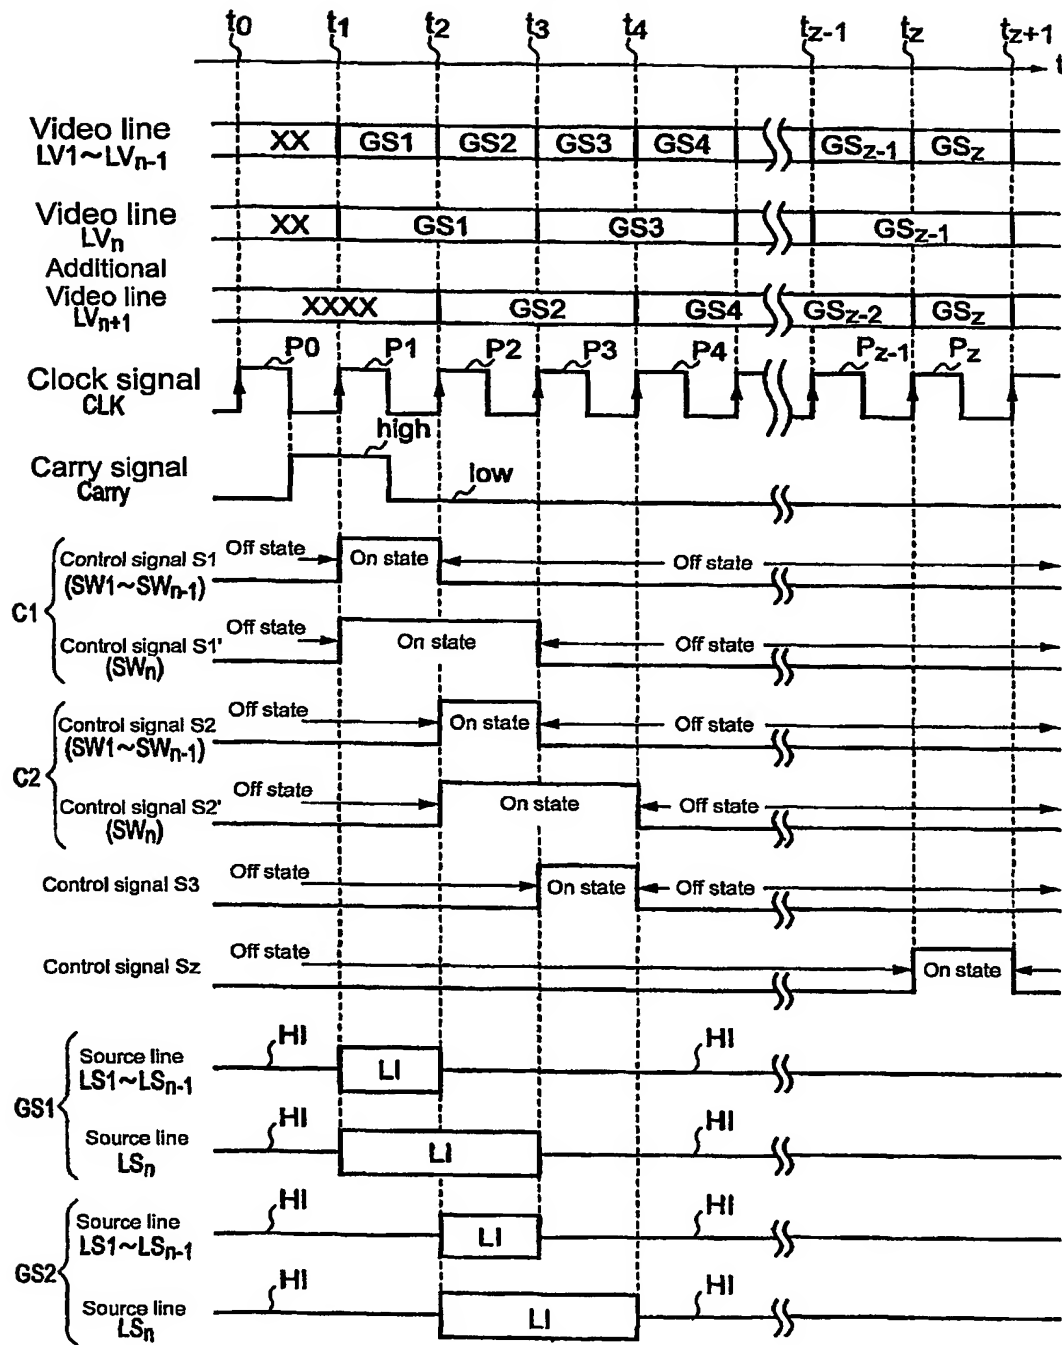 t0 t1 t2 t3 t4 tz-1 tz tz+1
t
Video line
LV1~LVn-1
XX GS1 GS2 GS3 GS4 GSz-1 GSz
Video line
LVn
XX GS1 GS3 GSz-1
Additional
Video line
LVn+1
XXXX GS2 GS4 GSz-2 GSz
P0 P1 P2 P3 P4 Pz-1 Pz
Clock signal
CLK
high
Carry signal
Carry
low
C1
Control signal S1
(SW1~SWn-1)
Off state On state Off state
Control signal S1'
(SWn)
Off state On state Off state
C2
Control signal S2
(SW1~SWn-1)
Off state On state Off state
Control signal S2'
(SWn)
Off state On state Off state
Control signal S3
Off state On state Off state
Control signal Sz
Off state On state
GS1
Source line
LS1~LSn-1
HI LI HI
Source line
LSn
HI LI HI
GS2
Source line
LS1~LSn-1
HI LI HI
Source line
LSn
HI LI HI